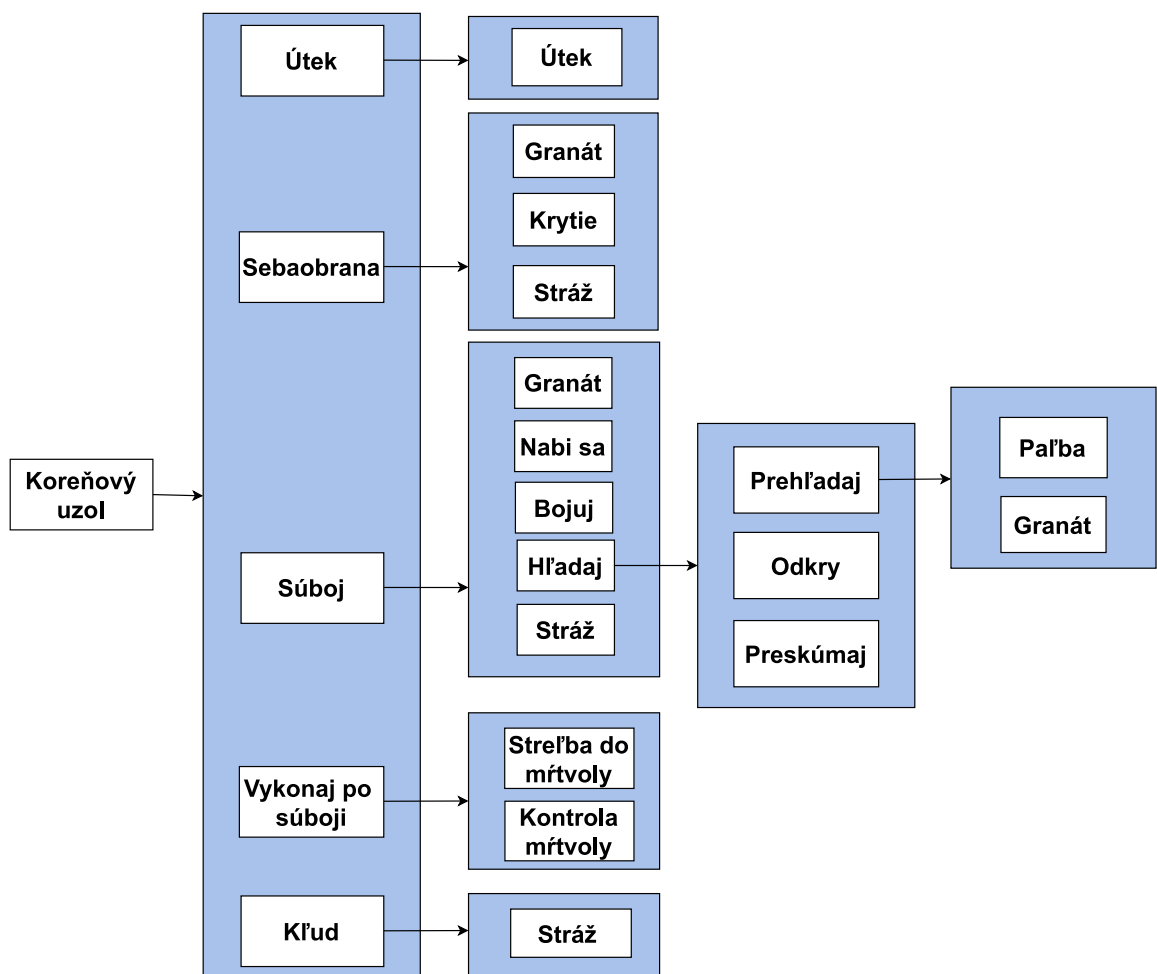 Koreňový
uzol
Útek
Sebaobrana
Súboj
Vykonaj po
súboji
Kľud
Útek
Granát
Krytie
Stráž
Granát
Nabi sa
Bojuj
Hľadaj
Stráž
Streľba do
mŕtvoly
Kontrola
mŕtvoly
Stráž
Prehľadaj
Odkry
Preskúmaj
Paľba
Granát